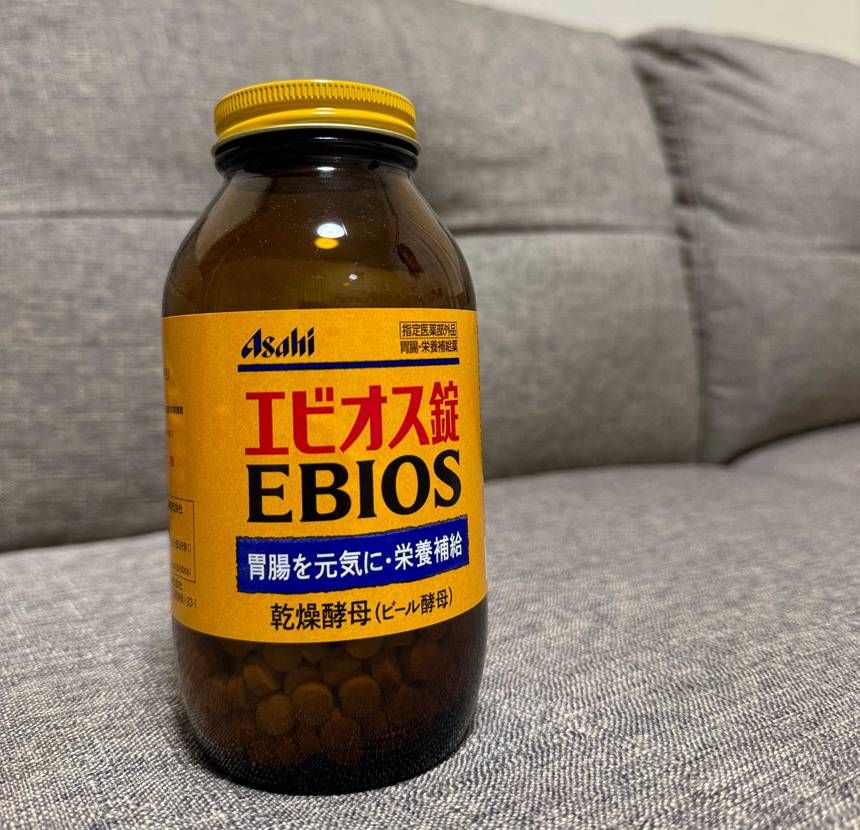 Asahi
指定医薬部外品
胃腸・栄養補給薬
エビオス錠
EBIOS
胃腸を元気に・栄養補給
乾燥酵母(ビール酵母)